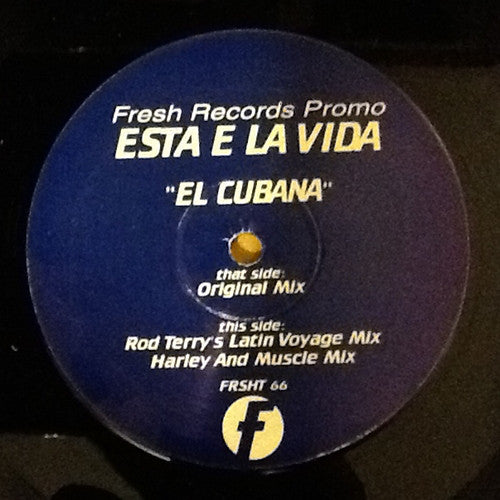 Fresh Records Promo
ESTA E LA VIDA
"EL CUBANA"
that side:
Original Mix
this side:
Rod Terry's Latin Voyage Mix
Harley And Muscle Mix
FRSHT 66
f